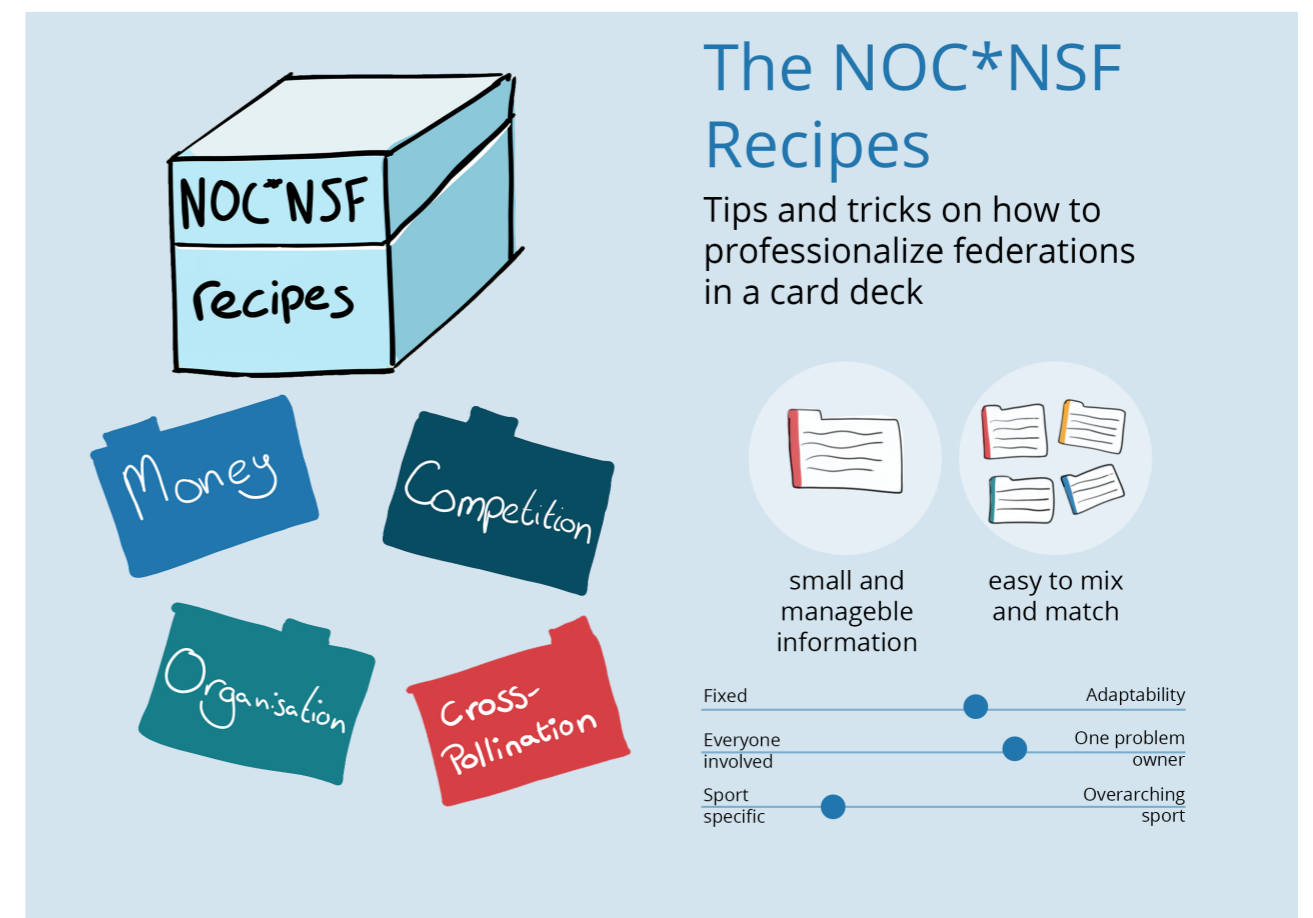 NOC*NSF
recipes
Money
Competition
Organisation
Cross-
Pollination
The NOC*NSF
Recipes
Tips and tricks on how to
professionalize federations
in a card deck
small and
manageble
information
easy to mix
and match
Fixed
Adaptability
Everyone
involved
One problem
owner
Sport
specific
Overarching
sport